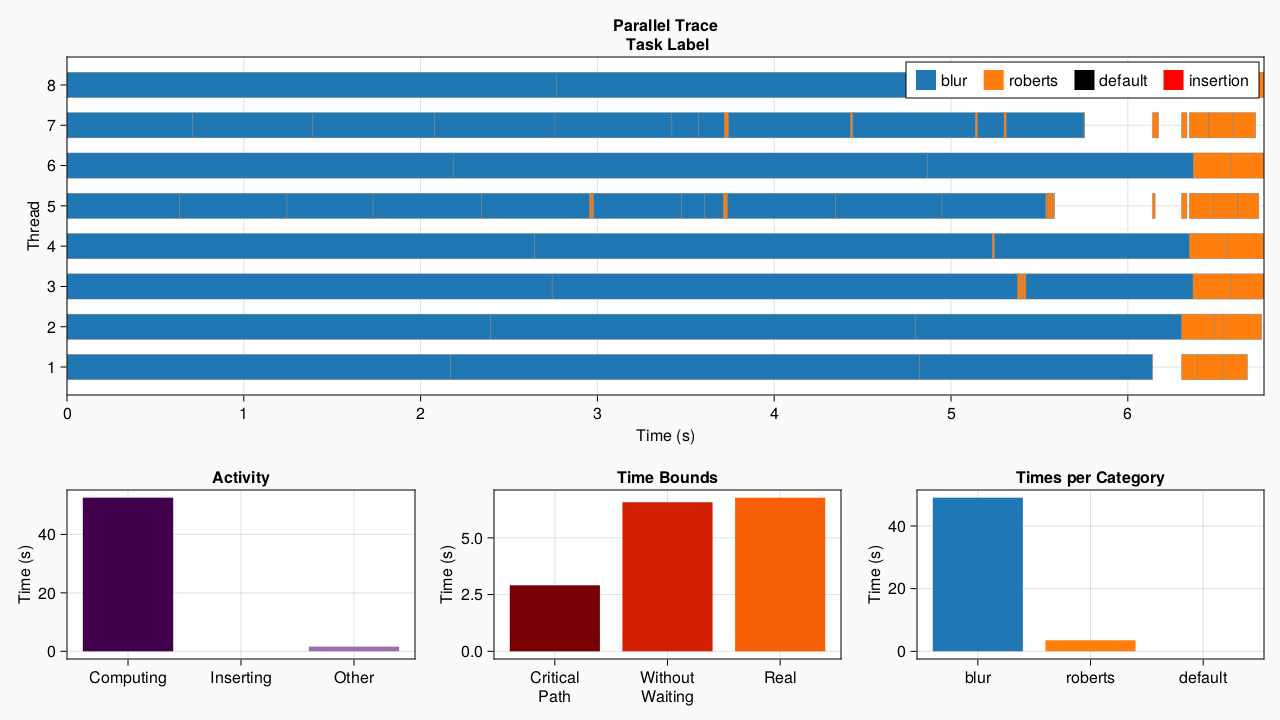 Parallel Trace
Task Label
blur roberts default insertion
8
7
6
5
4
3
2
1
Thread
0 1 2 3 4 5 6
Time (s)
Activity
Time (s)
40
20
0
Computing Inserting Other
Time Bounds
Time (s)
5.0
2.5
0.0
Critical Path Without Waiting Real
Times per Category
Time (s)
40
20
0
blur roberts default